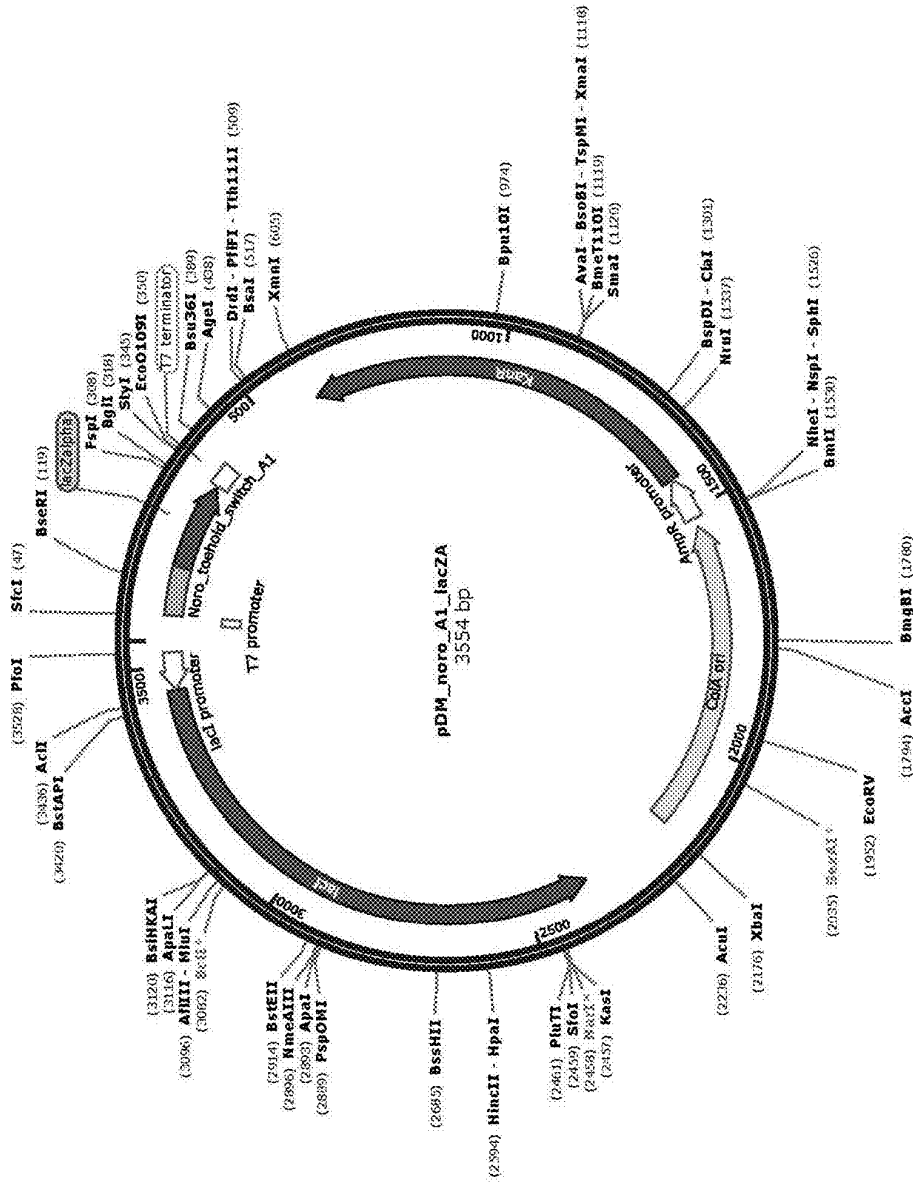 SfcI (47)
BseRI (119)
lacZalpha
FspI (308)
BglI (318)
StyI (345)
EcoO109I (350)
T7 terminator
Bsu36I (389)
AgeI (438)
DrdI - PflFI - Tth111I (509)
BsaI (517)
XmnI (605)
Bpu10I (974)
AvaI - BsoBI - TspMI - XmaI (1118)
BmeT110I (1119)
SmaI (1120)
BspDI - ClaI (1301)
NruI (1337)
NheI - NspI - SphI (1526)
BmtI (1530)
BmgBI (1780)
(1794) AccI
(1952) EcoRV
(2035) SexAI *
(2176) XbaI
(2236) AcuI
(2457) KasI
(2458) NarI *
(2459) SfoI
(2461) PluTI
(2594) HincII - HpaI
(2685) BssHII
(2889) PspOMI
(2893) ApaI
(2896) NmeAIII
(2914) BstEII
(3082) BclI *
(3096) AflIII - MluI
(3116) ApaLI
(3120) BsiHKAI
(3420) BstAPI
(3436) AclI
(3528) PfoI
500
1000
1500
2000
2500
3000
3500
Noro_toehold_switch_A1
T7 promoter
KanR
AmpR promoter
ColA ori
lacI
lacI promoter
pDM_noro_A1_lacZA
3554 bp